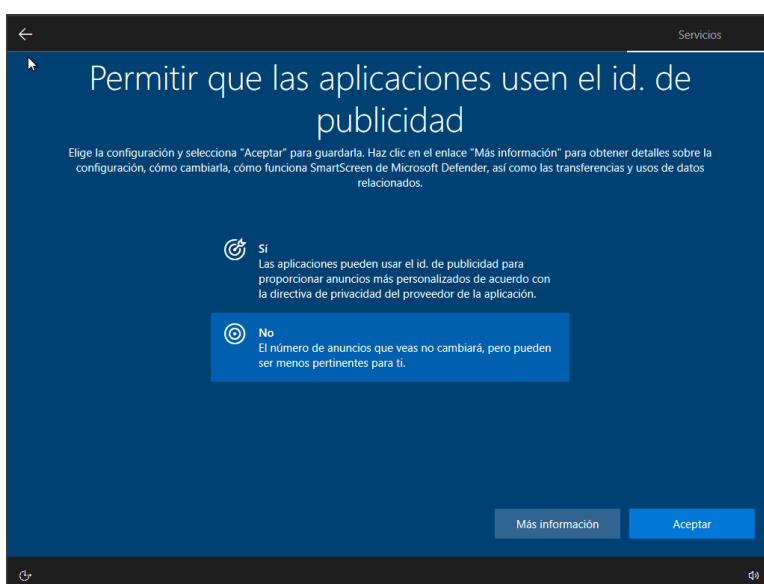 Servicios
Permitir que las aplicaciones usen el id. de
publicidad
Elige la configuración y selecciona "Aceptar" para guardarla. Haz clic en el enlace "Más información" para obtener detalles sobre la
configuración, cómo cambiarla, cómo funciona SmartScreen de Microsoft Defender, así como las transferencias y usos de datos
relacionados.
Sí
Las aplicaciones pueden usar el id. de publicidad para
proporcionar anuncios más personalizados de acuerdo con
la directiva de privacidad del proveedor de la aplicación.
No
El número de anuncios que veas no cambiará, pero pueden
ser menos pertinentes para ti.
Más información
Aceptar